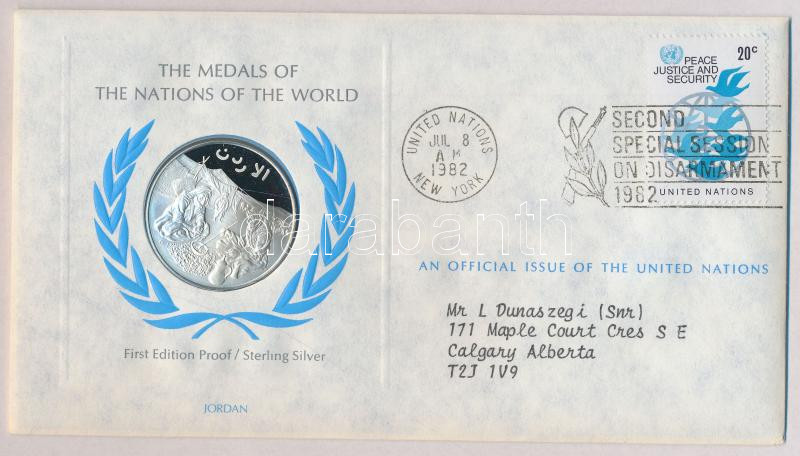 THE MEDALS OF
THE NATIONS OF THE WORLD
الاردن
First Edition Proof / Sterling Silver
JORDAN
UNITED NATIONS
JUL 8
AM
1982
NEW YORK
PEACE
JUSTICE AND
SECURITY
20c
UNITED NATIONS
SECOND
SPECIAL SESSION
ON DISARMAMENT
1982
AN OFFICIAL ISSUE OF THE UNITED NATIONS
Mr L Dunaszegi (Snr)
171 Maple Court Cres S E
Calgary Alberta
T2J 1V9
darabanth